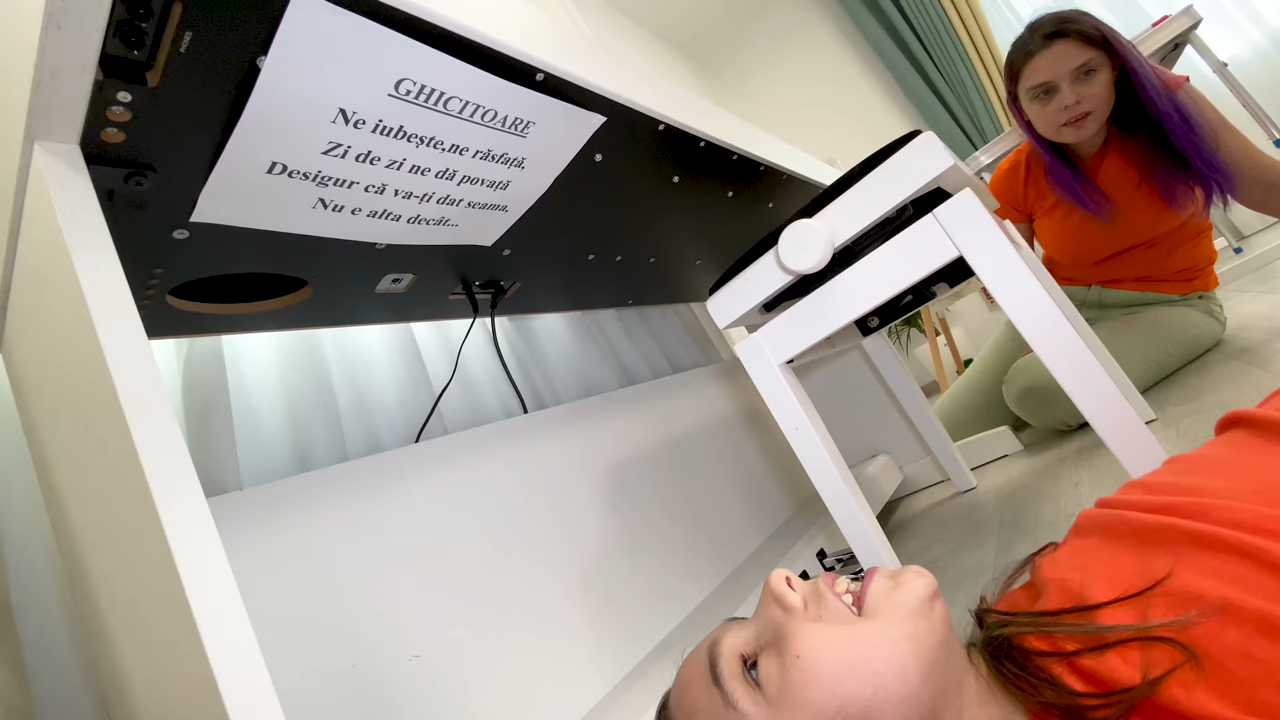 GHICITOARE
Ne iubește,ne răsfață,
Zi de zi ne dă povață
Desigur că va-ți dat seama,
Nu e alta decât...